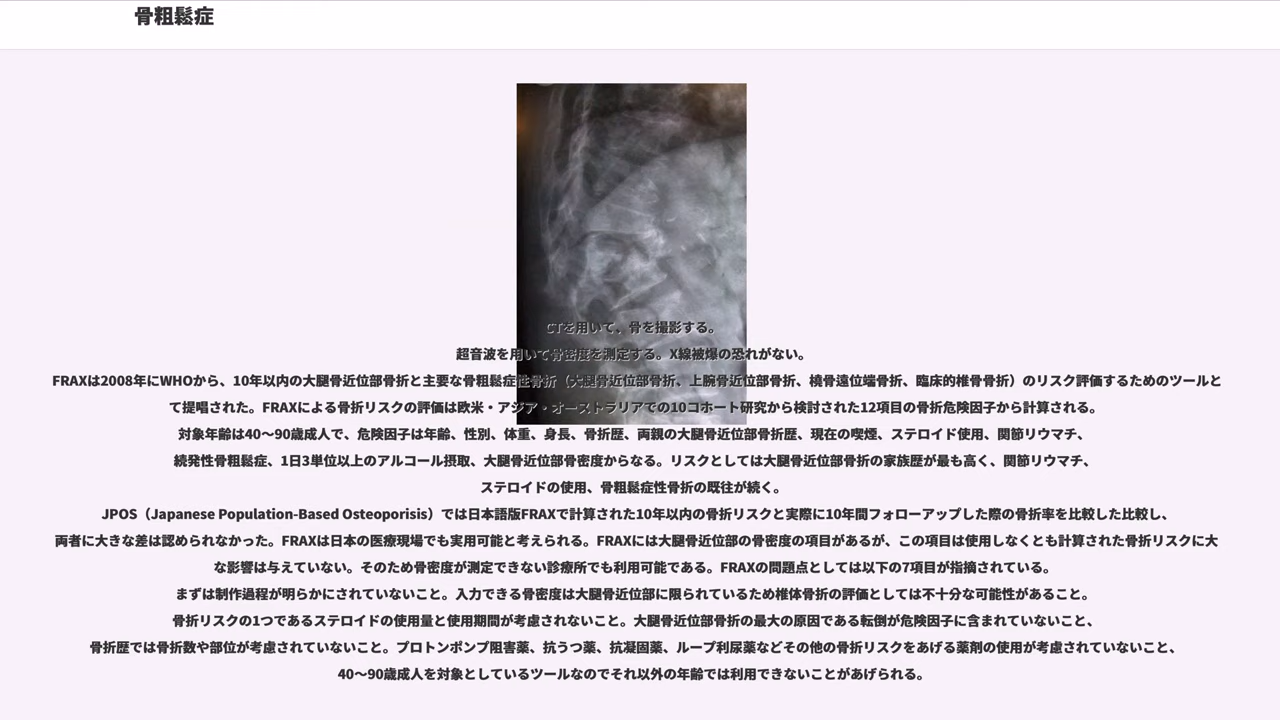 骨粗鬆症
CTを用いて、骨を撮影する。
超音波を用いて骨密度を測定する。X線被爆の恐れがない。
FRAXは2008年にWHOから、10年以内の大腿骨近位部骨折と主要な骨粗鬆症性骨折（大腿骨近位部骨折、上腕骨近位部骨折、橈骨遠位端骨折、臨床的椎骨骨折）のリスク評価するためのツールと
て提唱された。FRAXによる骨折リスクの評価は欧米・アジア・オーストラリアでの10コホート研究から検討された12項目の骨折危険因子から計算される。
対象年齢は40〜90歳成人で、危険因子は年齢、性別、体重、身長、骨折歴、両親の大腿骨近位部骨折歴、現在の喫煙、ステロイド使用、関節リウマチ、
続発性骨粗鬆症、1日3単位以上のアルコール摂取、大腿骨近位部骨密度からなる。リスクとしては大腿骨近位部骨折の家族歴が最も高く、関節リウマチ、
ステロイドの使用、骨粗鬆症性骨折の既往が続く。
JPOS（Japanese Population-Based Osteoporisis）では日本語版FRAXで計算された10年以内の骨折リスクと実際に10年間フォローアップした際の骨折率を比較した比較し、
両者に大きな差は認められなかった。FRAXは日本の医療現場でも実用可能と考えられる。FRAXには大腿骨近位部の骨密度の項目があるが、この項目は使用しなくとも計算された骨折リスクに大
な影響は与えていない。そのため骨密度が測定できない診療所でも利用可能である。FRAXの問題点としては以下の7項目が指摘されている。
まずは制作過程が明らかにされていないこと。入力できる骨密度は大腿骨近位部に限られているため椎体骨折の評価としては不十分な可能性があること。
骨折リスクの1つであるステロイドの使用量と使用期間が考慮されないこと。大腿骨近位部骨折の最大の原因である転倒が危険因子に含まれていないこと、
骨折歴では骨折数や部位が考慮されていないこと。プロトンポンプ阻害薬、抗うつ薬、抗凝固薬、ループ利尿薬などその他の骨折リスクをあげる薬剤の使用が考慮されていないこと、
40〜90歳成人を対象としているツールなのでそれ以外の年齢では利用できないことがあげられる。